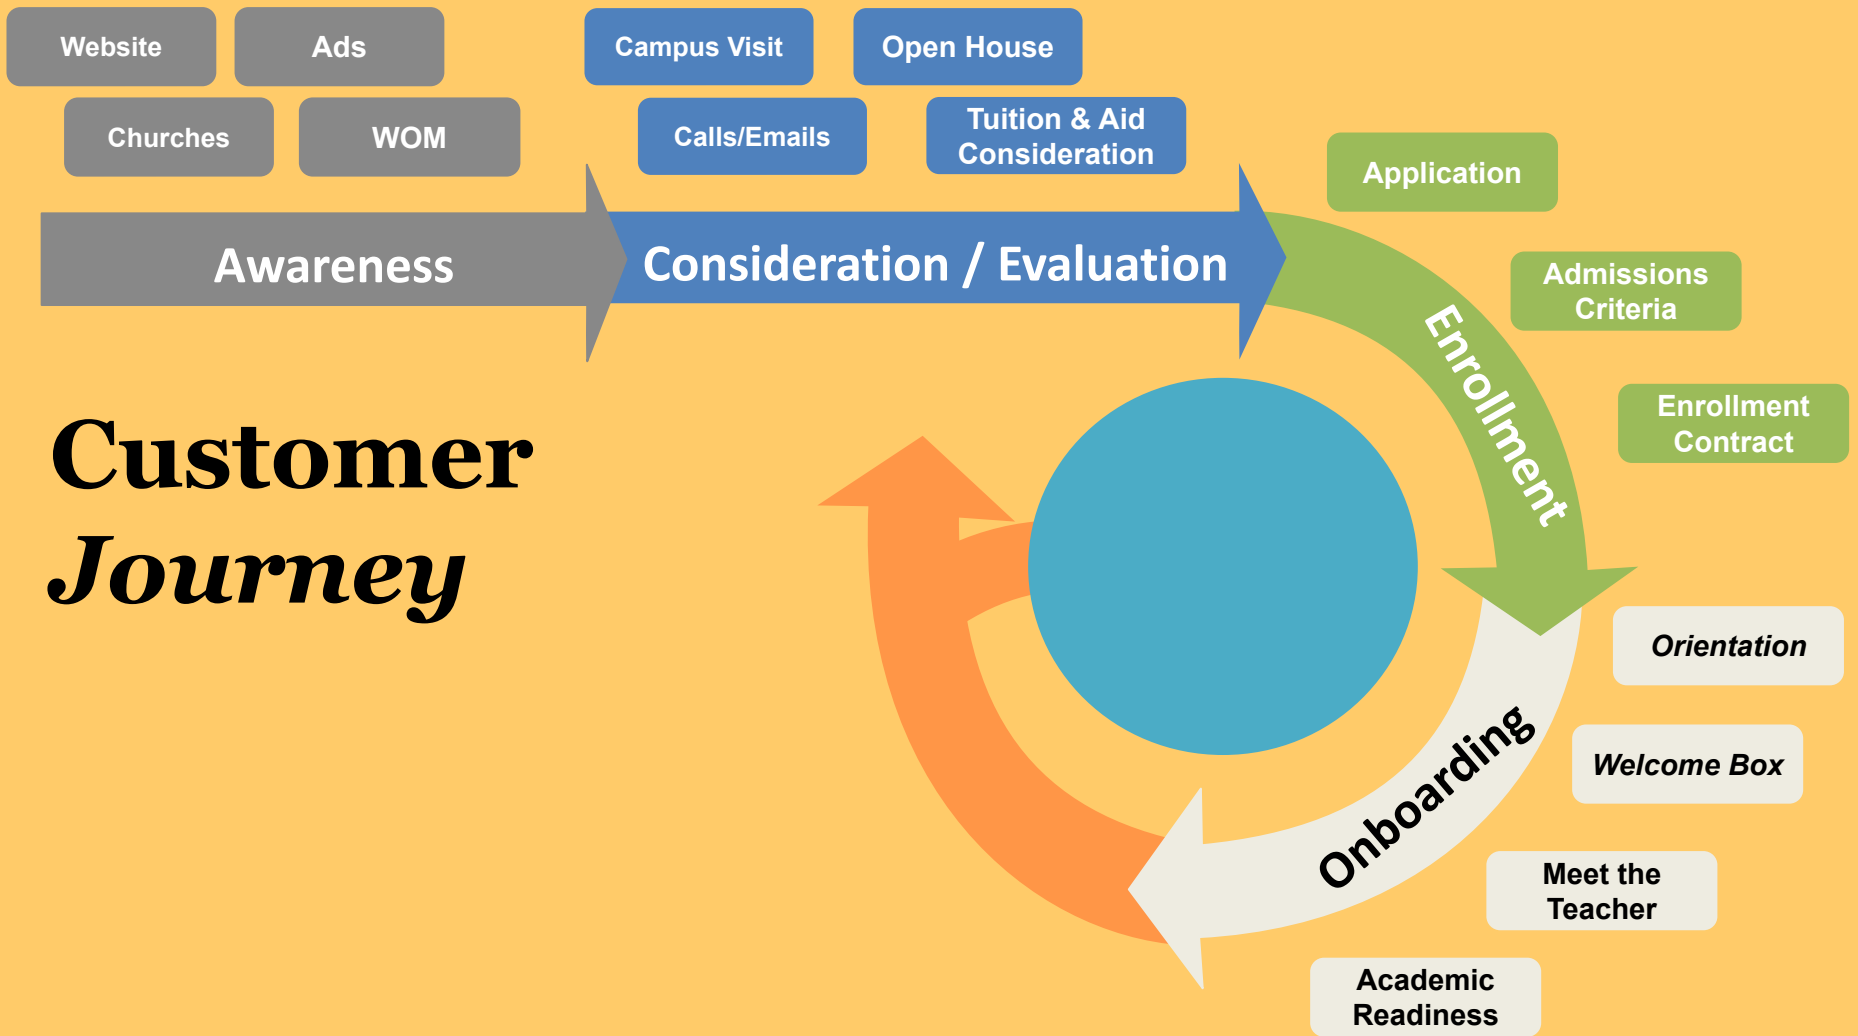 Website
Ads
Campus Visit
Open House
Churches
WOM
Calls/Emails
Tuition & Aid
Consideration
Application
Awareness
Consideration / Evaluation
Admissions
Criteria
Enrollment
Enrollment
Contract
Customer
Journey
Orientation
Welcome Box
Onboarding
Meet the
Teacher
Academic
Readiness